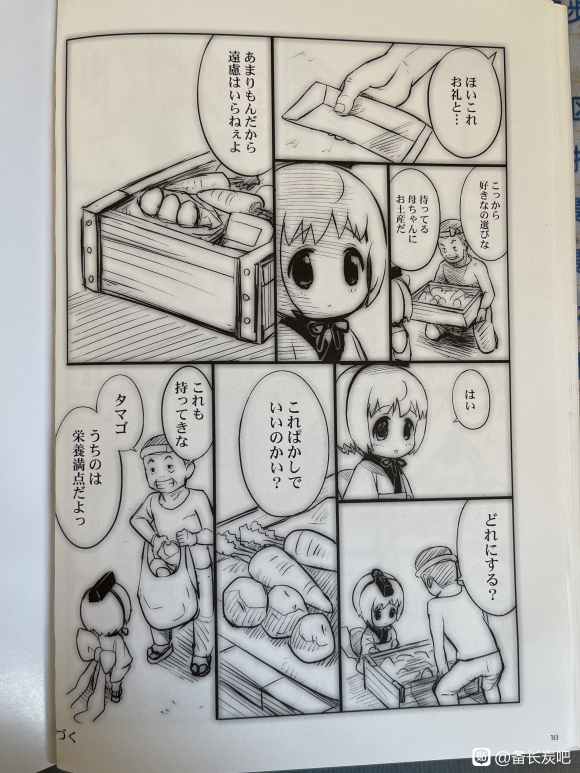 ほいこれ
お礼と…
こっから
好きなの選びな
待ってる
母ちゃんに
お土産だ
あまりもんだから
遠慮はいらねぇよ
はい
どれにする？
こればかしで
いいのかい？
これも
持ってきな
タマゴ
うちのは
栄養満点だよっ
づく
18
貼 @备长炭吧